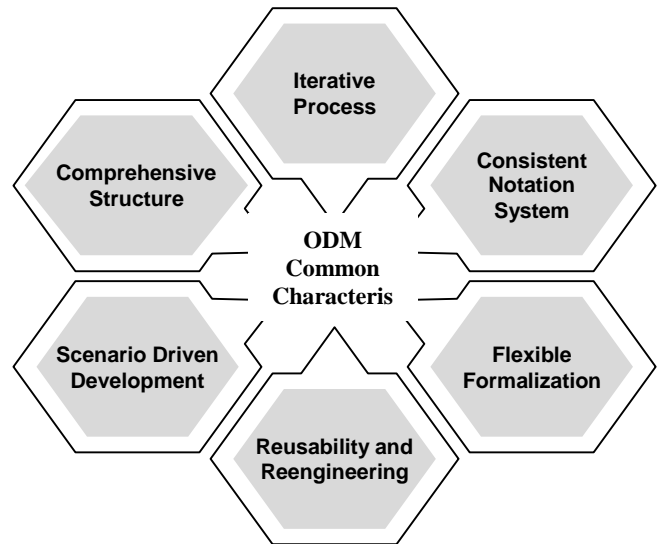 Iterative
Process
Comprehensive
Structure
Consistent
Notation
System
ODM
Common
Characteris
Scenario Driven
Development
Flexible
Formalization
Reusability and
Reengineering